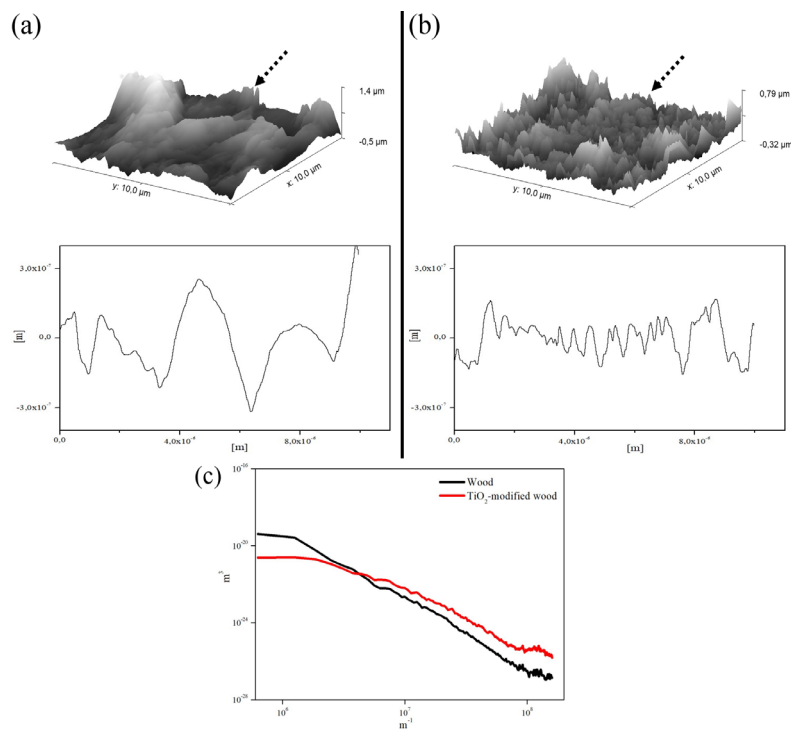 (a)
1,4 µm
-0,5 µm
x: 10,0 µm
y: 10,0 µm
3,0x10⁻⁷
0,0
-3,0x10⁻⁷
[m]
0,0
4,0x10⁻⁶
8,0x10⁻⁶
[m]
(b)
0,79 µm
-0,32 µm
x: 10,0 µm
y: 10,0 µm
3,0x10⁻⁷
0,0
-3,0x10⁻⁷
[m]
0,0
4,0x10⁻⁶
8,0x10⁻⁶
[m]
(c)
10⁻¹⁶
10⁻²⁰
10⁻²⁴
10⁻²⁸
m³
Wood
TiO₂-modified wood
10⁶
10⁷
10⁸
m⁻¹